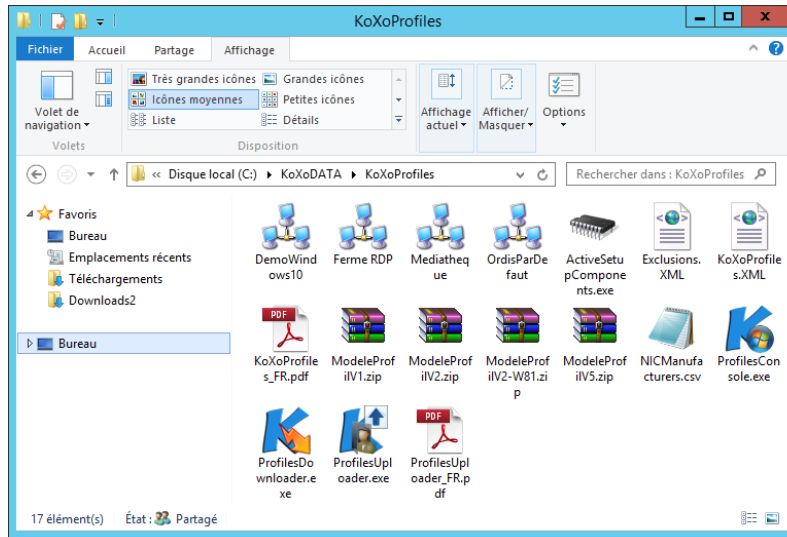 KoXoProfiles
Fichier Accueil Partage Affichage
Très grandes icônes Grandes icônes
Icônes moyennes Petites icônes
Liste Détails
Volet de
navigation
Affichage
actuel
Afficher/
Masquer
Options
Volets Disposition
« Disque local (C:) KoXoDATA KoXoProfiles
Rechercher dans : KoXoProfiles
Favoris
Bureau
Emplacements récents
Téléchargements
Downloads2
Bureau
DemoWind
ows10
Ferme RDP
Mediatheq
ue
OrdisParDe
faut
ActiveSetu
pCompone
nts.exe
Exclusions.
XML
KoXoProfile
s.XML
PDF
KoXoProfile
s_FR.pdf
ModeleProf
ilV1.zip
ModeleProf
ilV2.zip
ModeleProf
ilV2-W81.zi
p
ModeleProf
ilV5.zip
NICManufa
cturers.csv
ProfilesCon
sole.exe
ProfilesDo
wnloader.e
xe
ProfilesUpl
oader.exe
PDF
ProfilesUpl
oader_FR.p
df
17 élément(s) État : Partagé